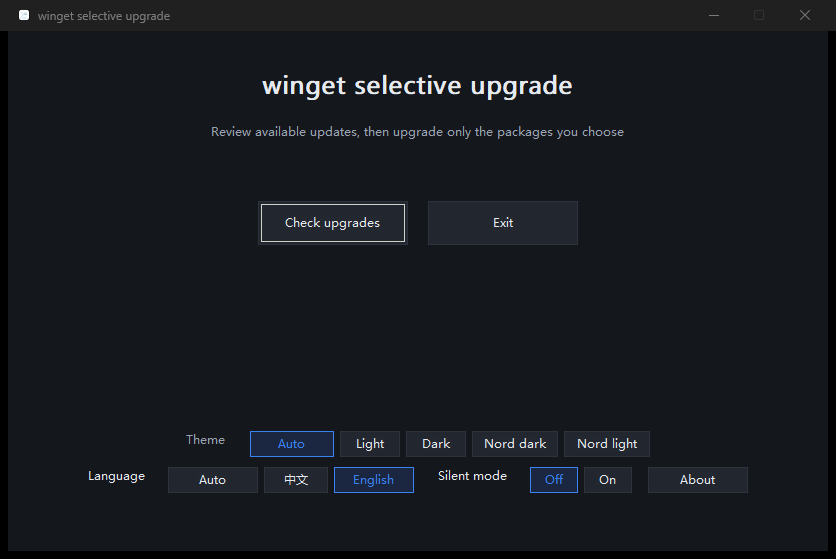 winget selective upgrade
winget selective upgrade
Review available updates, then upgrade only the packages you choose
Check upgrades Exit
Theme Auto Light Dark Nord dark Nord light
Language Auto 中文 English Silent mode Off On About